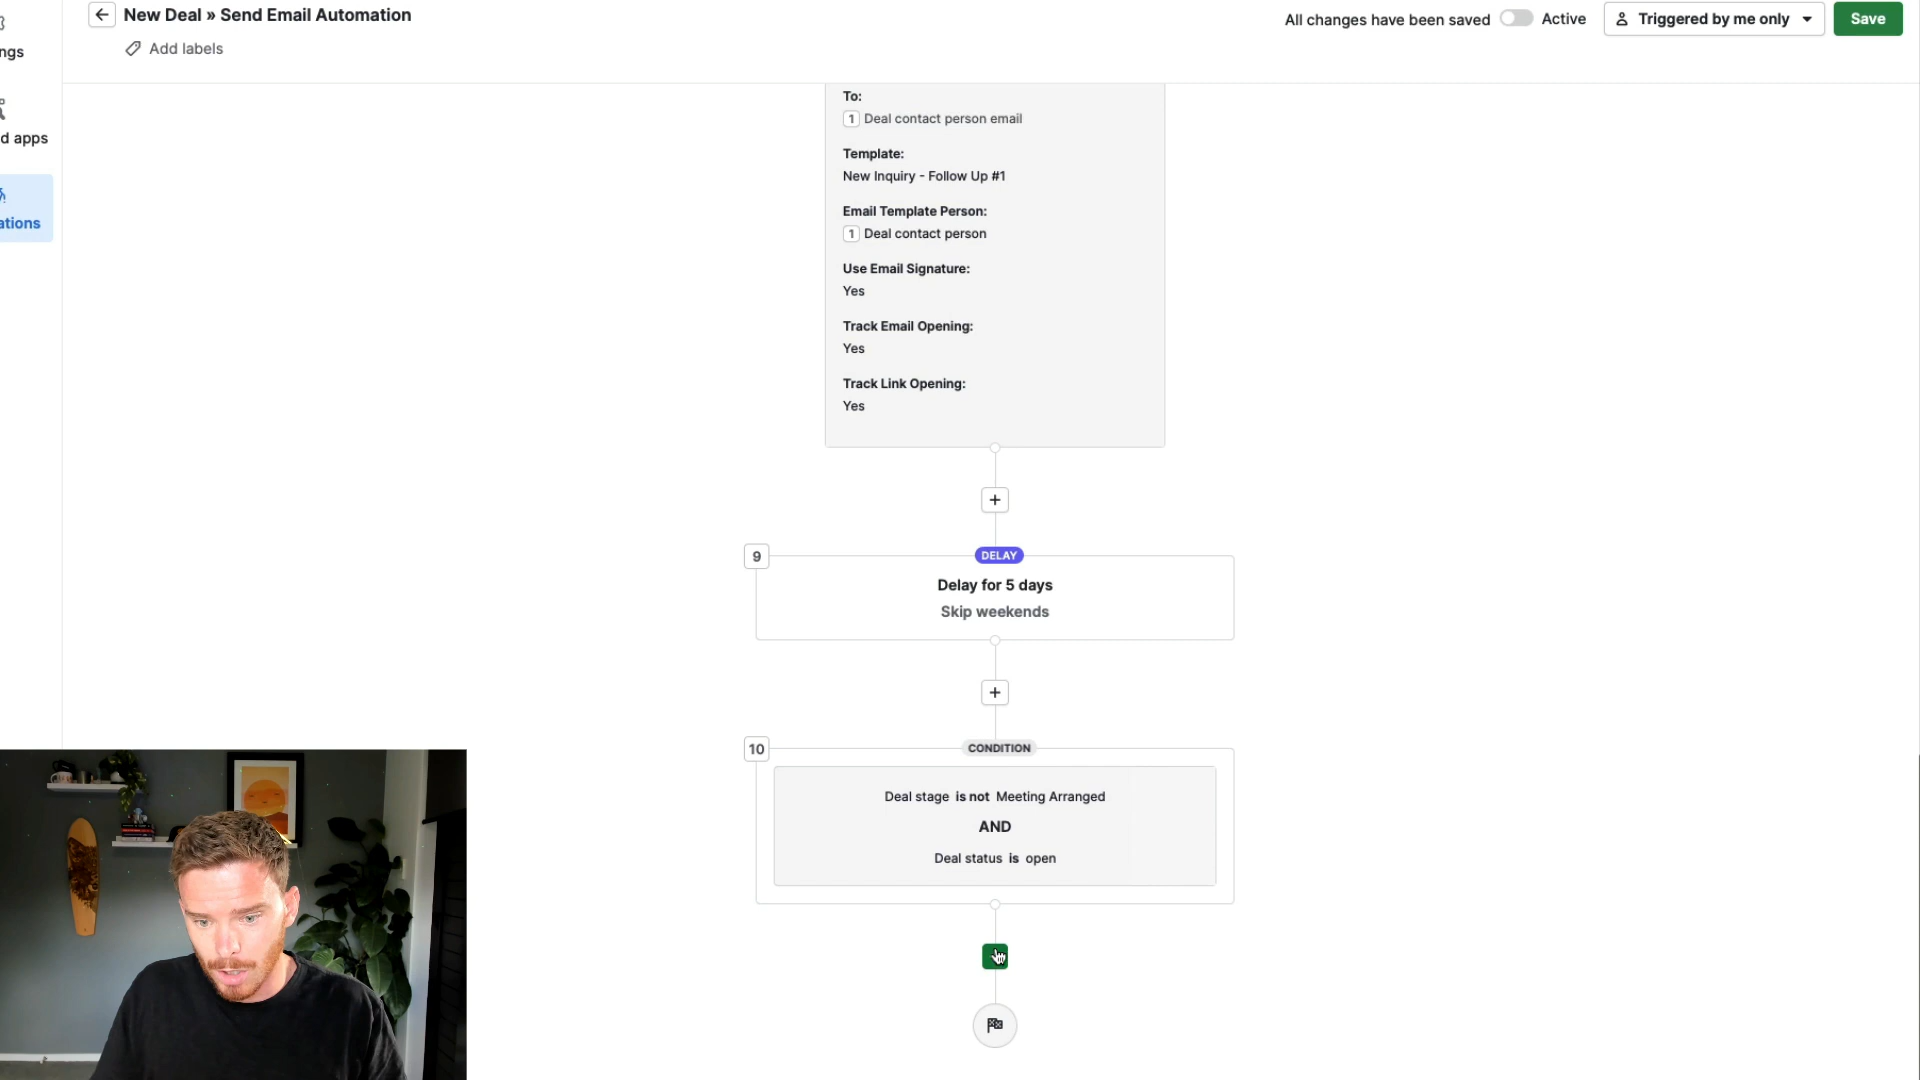 New Deal » Send Email Automation
All changes have been saved
Active
Triggered by me only
Save
Add labels
ngs
d apps
ations
To:
1 Deal contact person email
Template:
New Inquiry - Follow Up #1
Email Template Person:
1 Deal contact person
Use Email Signature:
Yes
Track Email Opening:
Yes
Track Link Opening:
Yes
9
DELAY
Delay for 5 days
Skip weekends
10
CONDITION
Deal stage is not Meeting Arranged
AND
Deal status is open